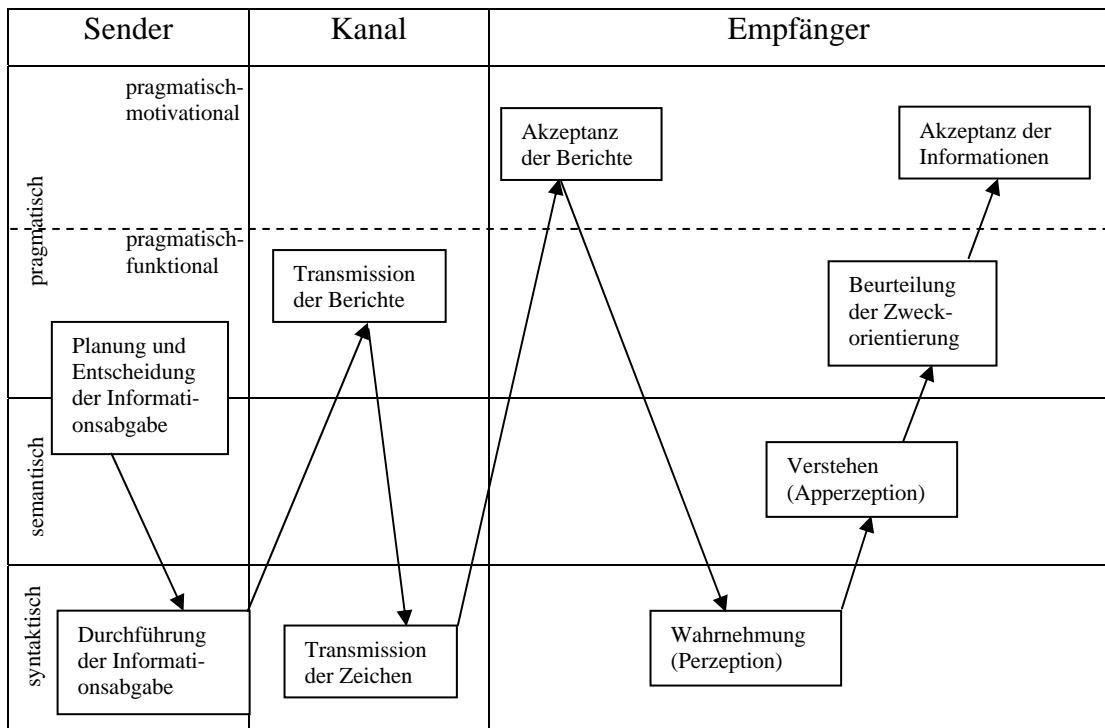 Sender
Kanal
Empfänger
pragmatisch
pragmatisch-
motivational
Akzeptanz
der Berichte
Akzeptanz der
Informationen
pragmatisch-
funktional
Transmission
der Berichte
Beurteilung
der Zweck-
orientierung
Planung und
Entscheidung
der Informati-
onsabgabe
semantisch
Verstehen
(Apperzeption)
syntaktisch
Durchführung
der Informati-
onsabgabe
Transmission
der Zeichen
Wahrnehmung
(Perzeption)